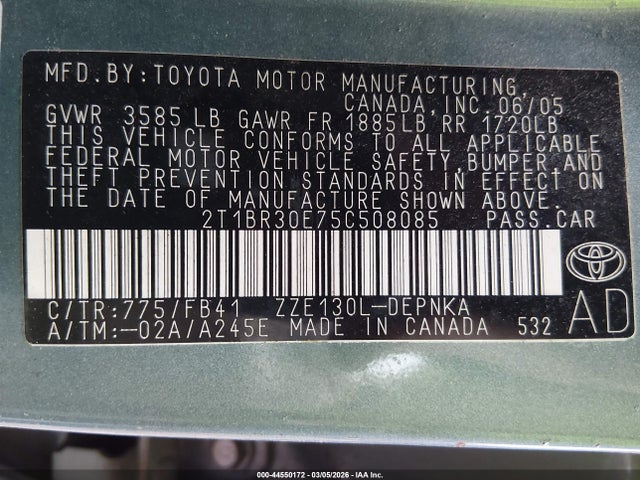 MFD. BY: TOYOTA MOTOR MANUFACTURING,
CANADA, INC. 06/05
GVWR 3585 LB GAWR FR 1885LB RR 1720LB
THIS VEHICLE CONFORMS TO ALL APPLICABLE
FEDERAL MOTOR VEHICLE SAFETY, BUMPER AND
THEFT PREVENTION STANDARDS IN EFFECT ON
THE DATE OF MANUFACTURE SHOWN ABOVE.
2T1BR30E75C508085 PASS. CAR
C/TR: 775/FB41 ZZE130L-DEPNKA
A/TM: -02A/A245E MADE IN CANADA 532
AD
000-44550172 - 03/05/2026 - IAA Inc.